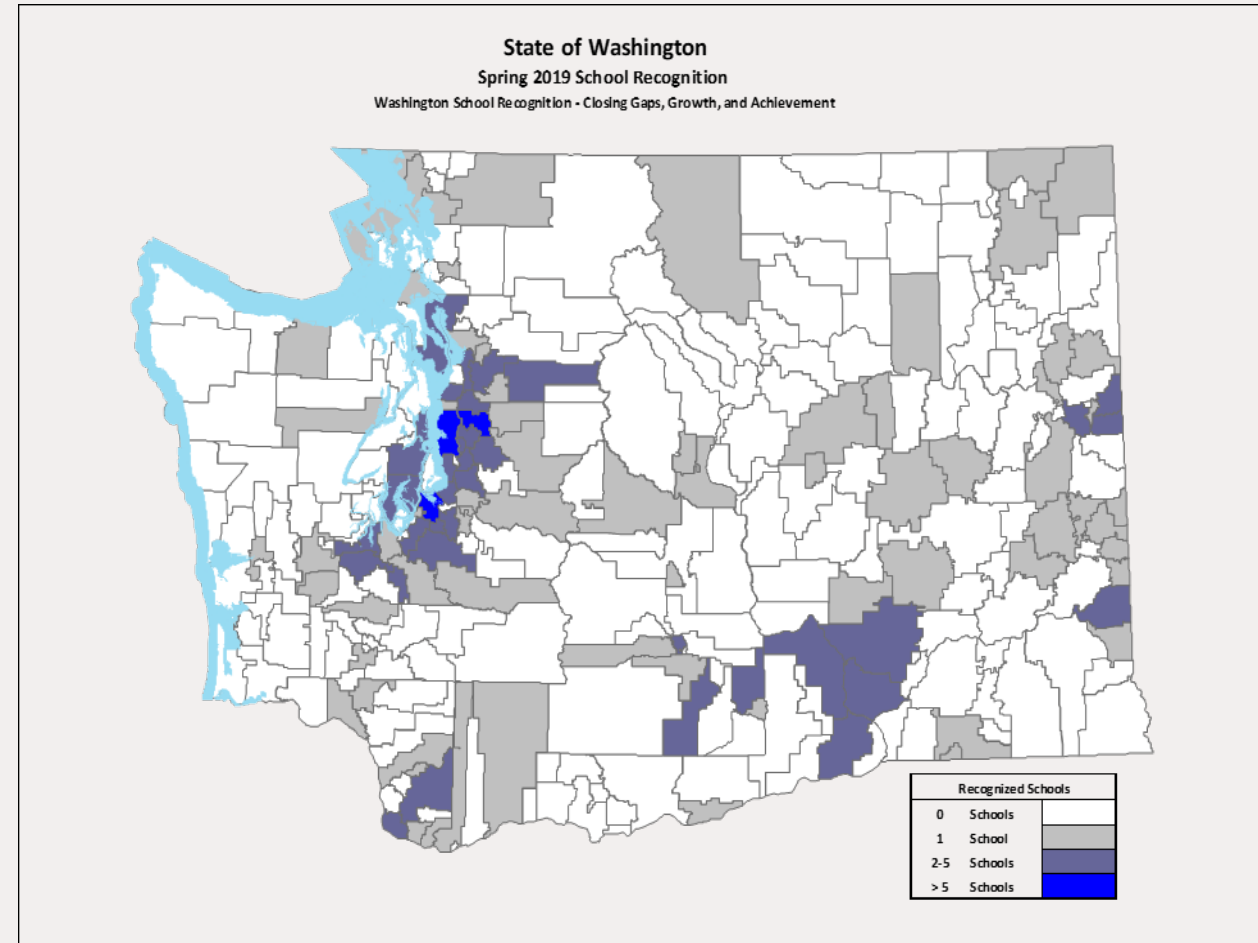 State of Washington
Spring 2019 School Recognition
Washington School Recognition - Closing Gaps, Growth, and Achievement
Recognized Schools
0 Schools
1 School
2-5 Schools
> 5 Schools